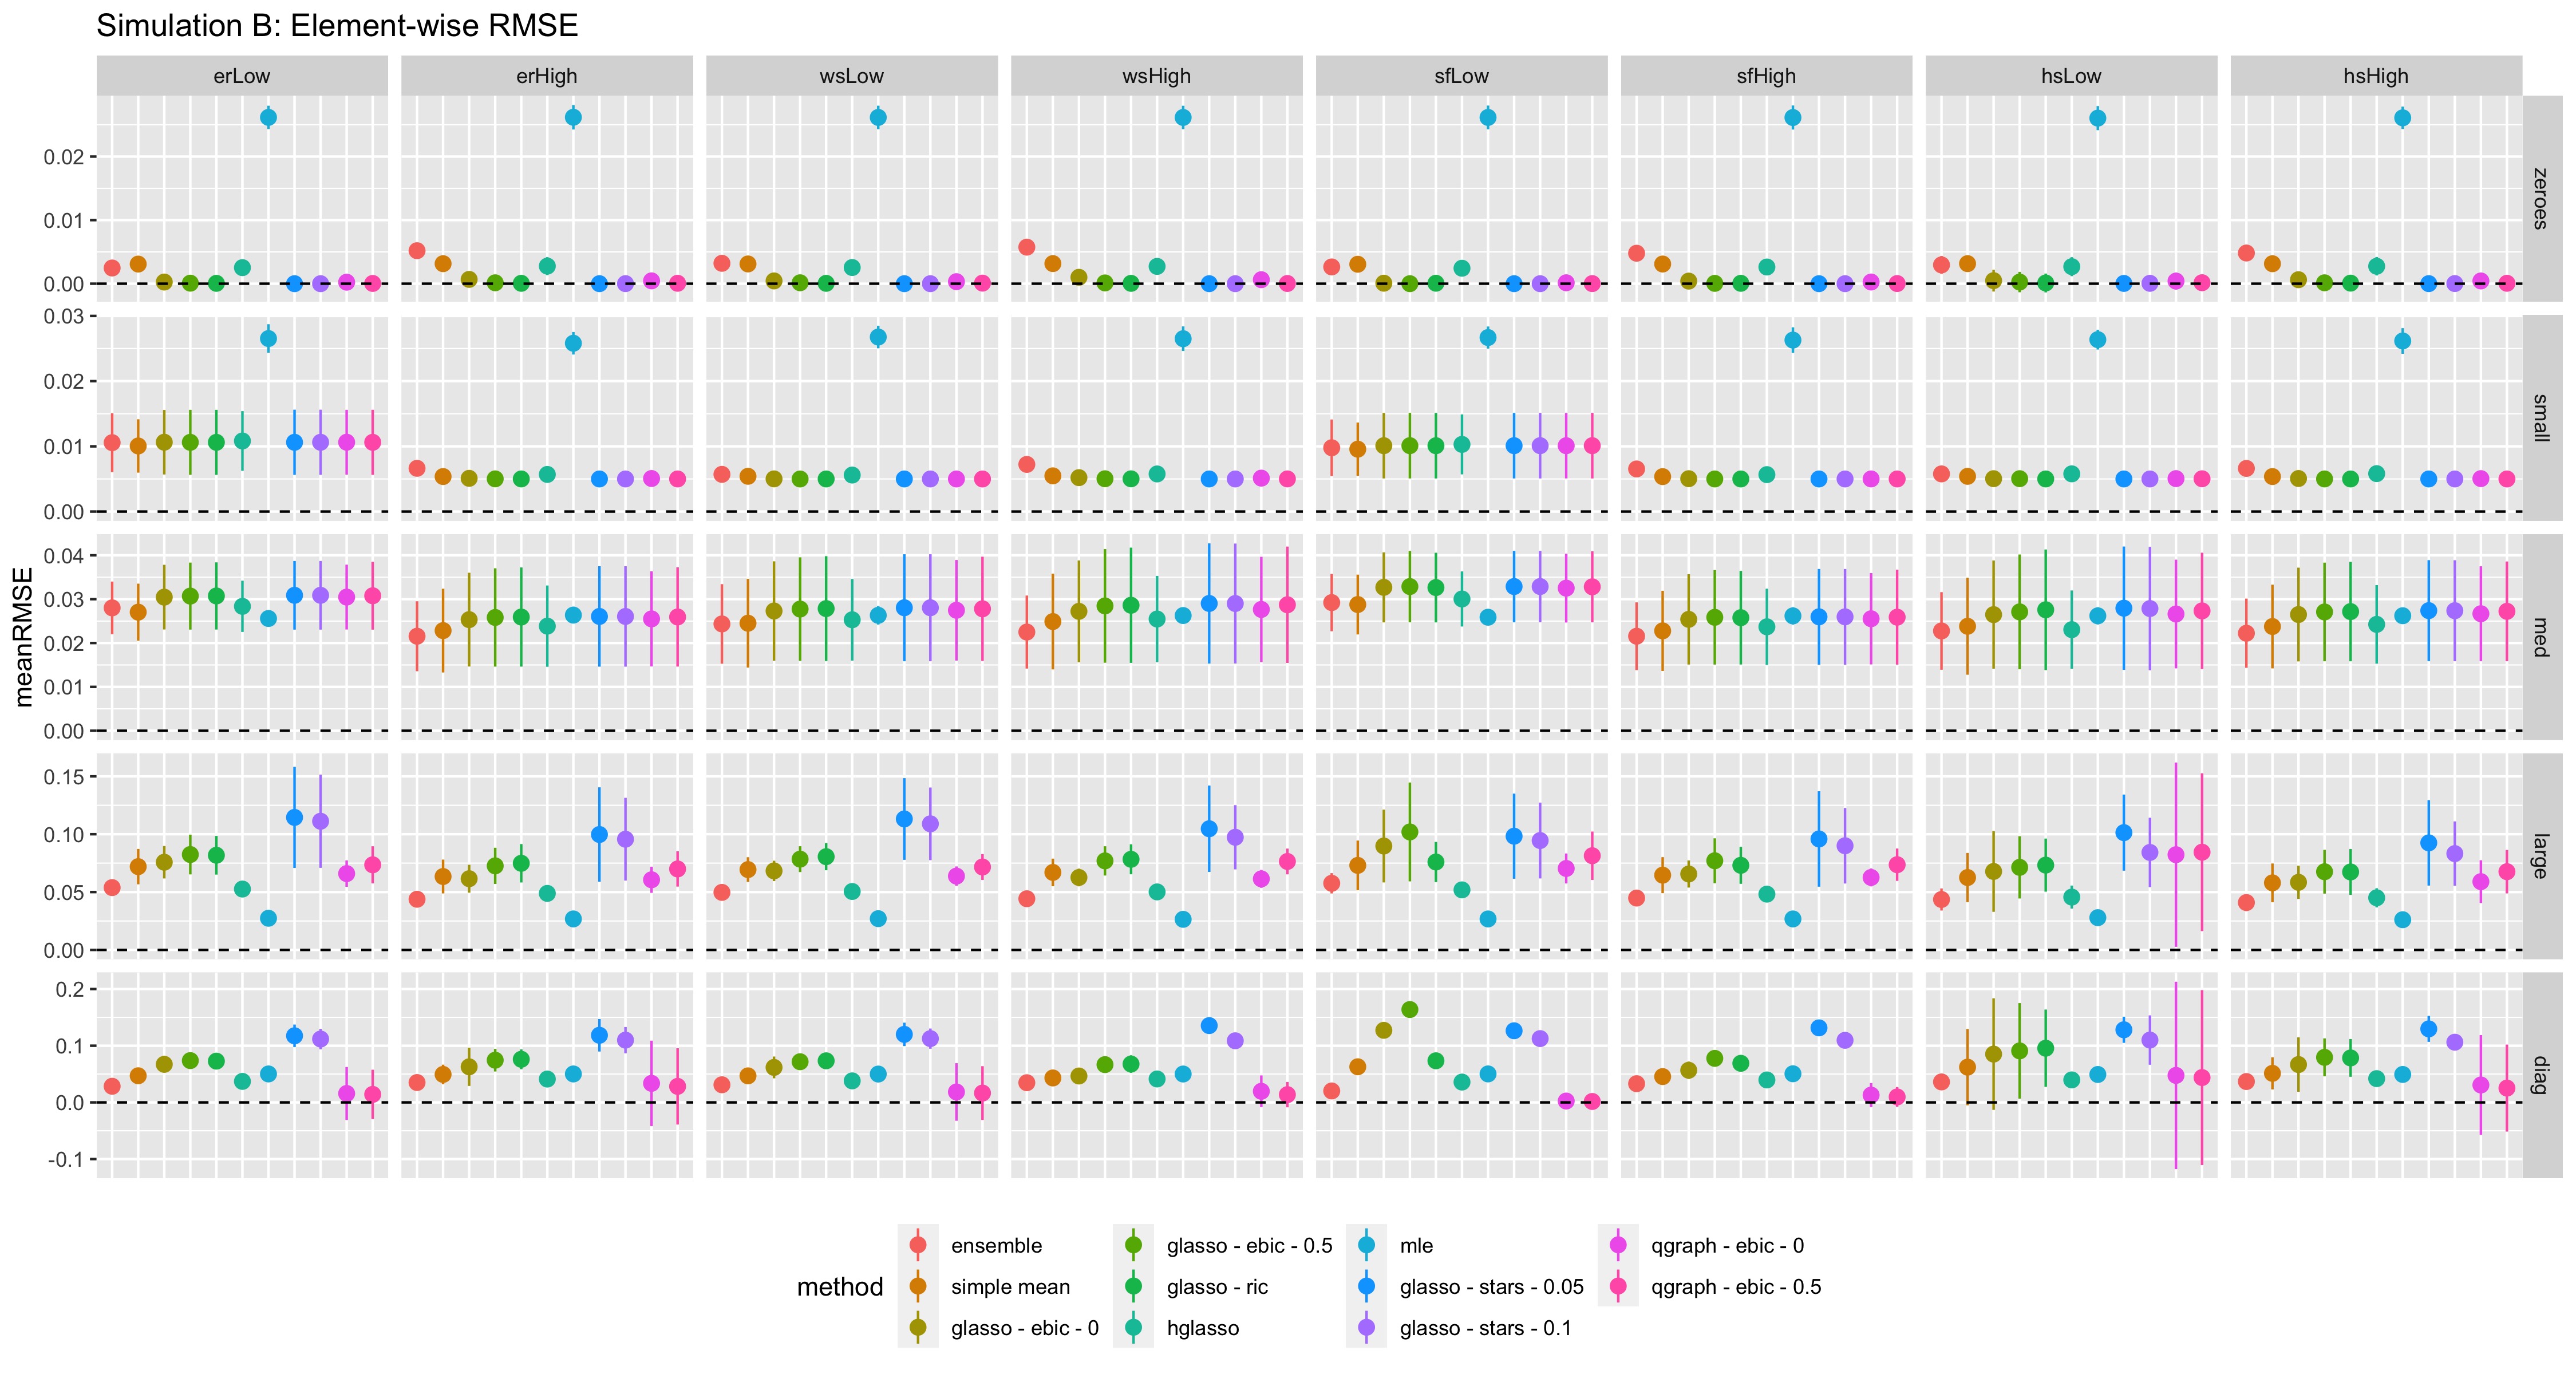 Simulation B: Element-wise RMSE
erLow erHigh wsLow wsHigh sfLow sfHigh hsLow hsHigh
0.02
0.01
0.00
zeroes
0.03
0.02
0.01
0.00
small
0.04
0.03
0.02
0.01
0.00
med
0.15
0.10
0.05
0.00
large
0.2
0.1
0.0
-0.1
diag
meanRMSE
method
ensemble
simple mean
glasso - ebic - 0
glasso - ebic - 0.5
glasso - ric
hglasso
mle
glasso - stars - 0.05
glasso - stars - 0.1
qgraph - ebic - 0
qgraph - ebic - 0.5